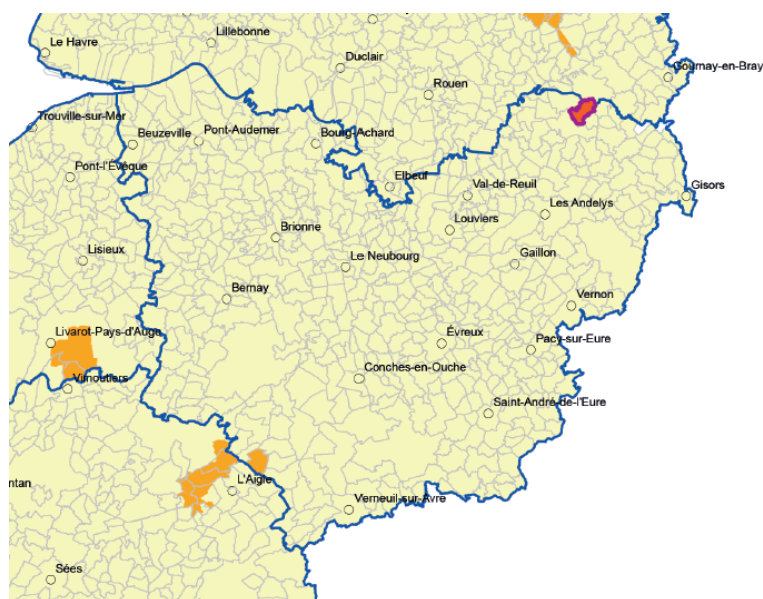 Le Havre
Lillebonne
Duclair
Gournay-en-Bray
Rouen
Trouville-sur-Mer
Beuzeville
Pont-Audemer
Bourg-Achard
Pont-l'Évêque
Elbeuf
Val-de-Reuil
Gisors
Louviers
Les Andelys
Brionne
Lisieux
Le Neubourg
Gaillon
Bernay
Vernon
Livarot-Pays-d'Auge
Évreux
Pacy-sur-Eure
Vimoutiers
Conches-en-Ouche
Saint-André-de-l'Eure
ntan
L'Aigle
Verneuil-sur-Avre
Sées